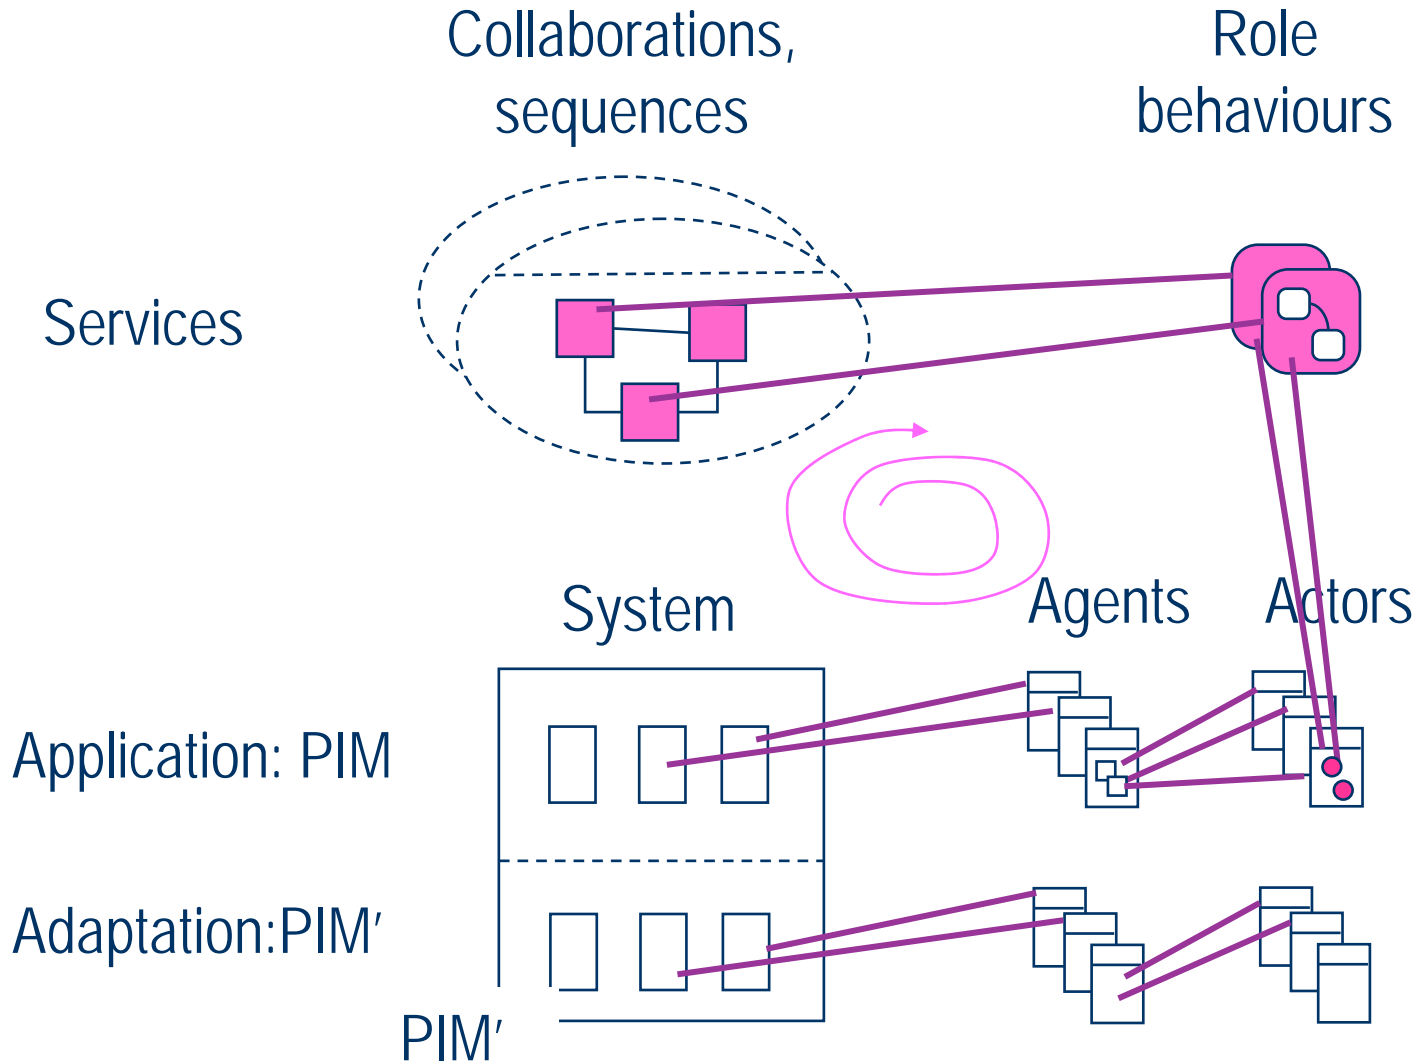 Collaborations,
sequences
Role
behaviours
Services
System
Agents
Actors
Application: PIM
Adaptation:PIM′
PIM′